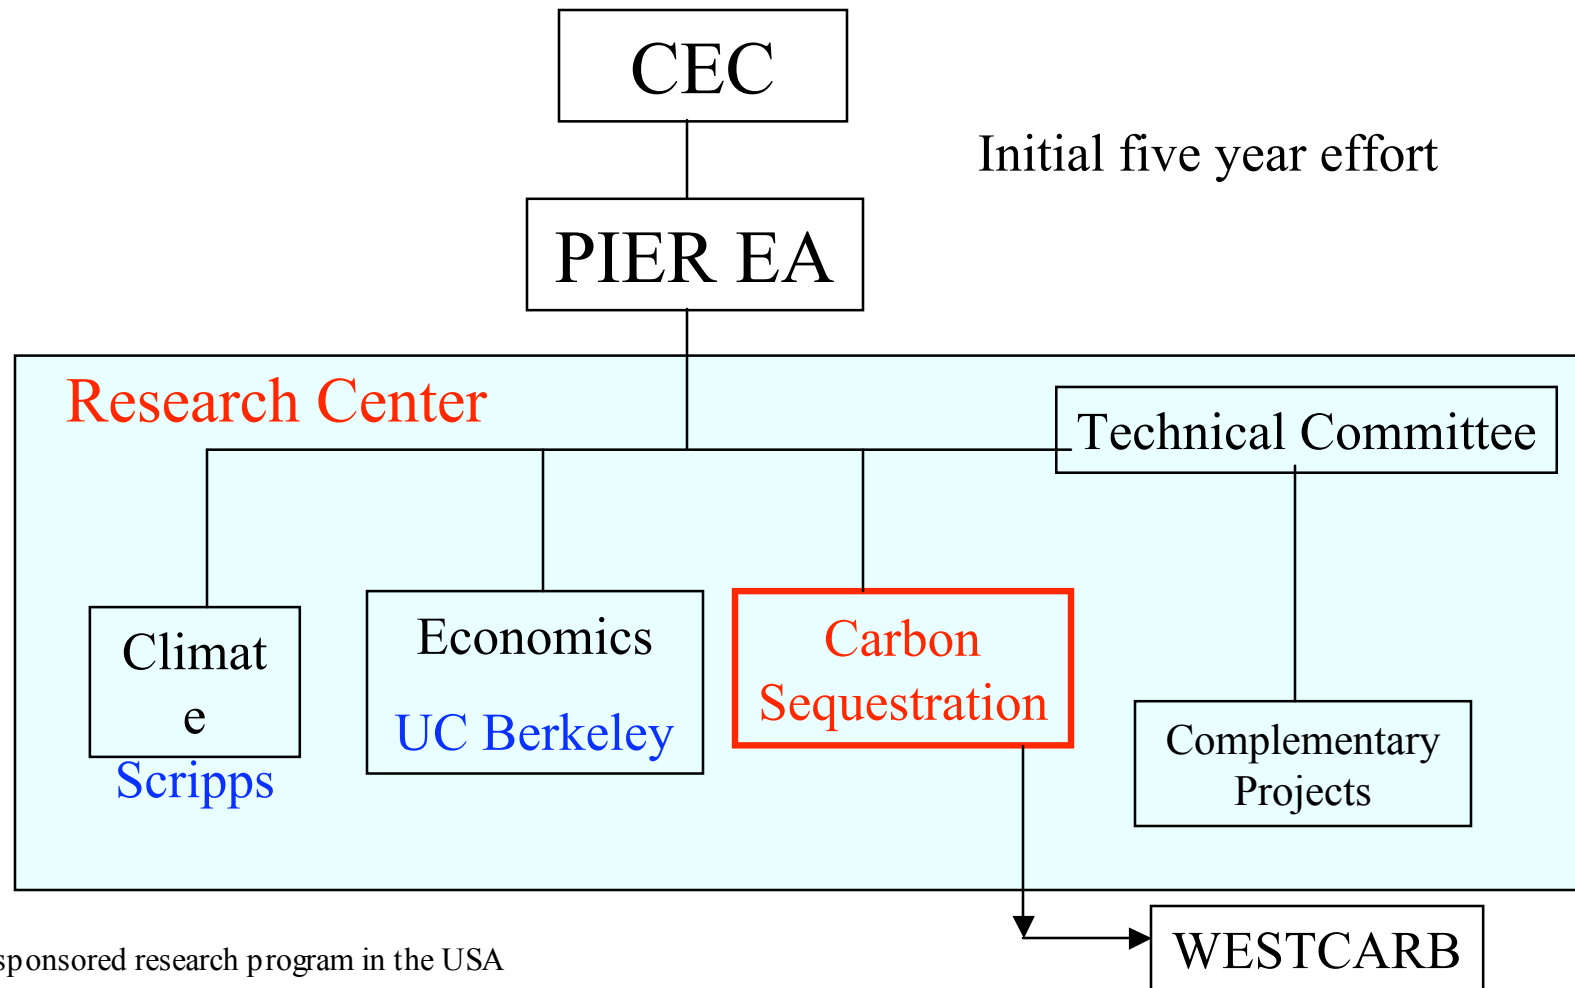 CEC
Initial five year effort
PIER EA
Research Center
Technical Committee
Climat
e
Scripps
Economics
UC Berkeley
Carbon
Sequestration
Complementary
Projects
WESTCARB
sponsored research program in the USA